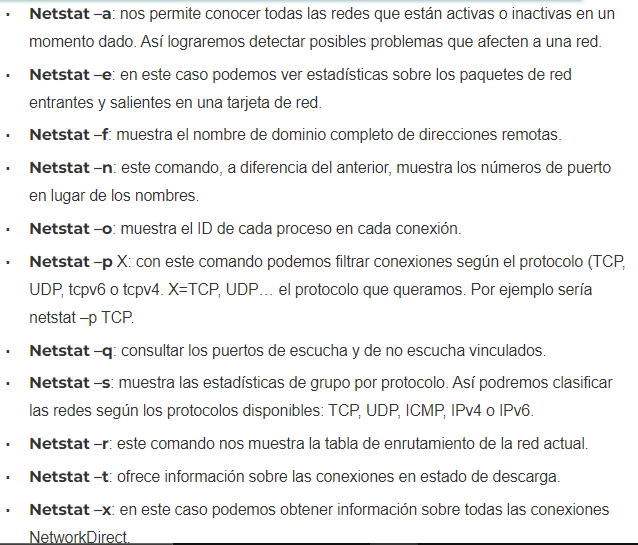 · Netstat –a: nos permite conocer todas las redes que están activas o inactivas en un
momento dado. Así lograremos detectar posibles problemas que afecten a una red.
· Netstat –e: en este caso podemos ver estadísticas sobre los paquetes de red
entrantes y salientes en una tarjeta de red.
· Netstat –f: muestra el nombre de dominio completo de direcciones remotas.
· Netstat –n: este comando, a diferencia del anterior, muestra los números de puerto
en lugar de los nombres.
· Netstat –o: muestra el ID de cada proceso en cada conexión.
· Netstat –p X: con este comando podemos filtrar conexiones según el protocolo (TCP,
UDP, tcpv6 o tcpv4. X=TCP, UDP… el protocolo que queramos. Por ejemplo sería
netstat –p TCP.
· Netstat –q: consultar los puertos de escucha y de no escucha vinculados.
· Netstat –s: muestra las estadísticas de grupo por protocolo. Así podremos clasificar
las redes según los protocolos disponibles: TCP, UDP, ICMP, IPv4 o IPv6.
· Netstat –r: este comando nos muestra la tabla de enrutamiento de la red actual.
· Netstat –t: ofrece información sobre las conexiones en estado de descarga.
· Netstat –x: en este caso podemos obtener información sobre todas las conexiones
NetworkDirect.